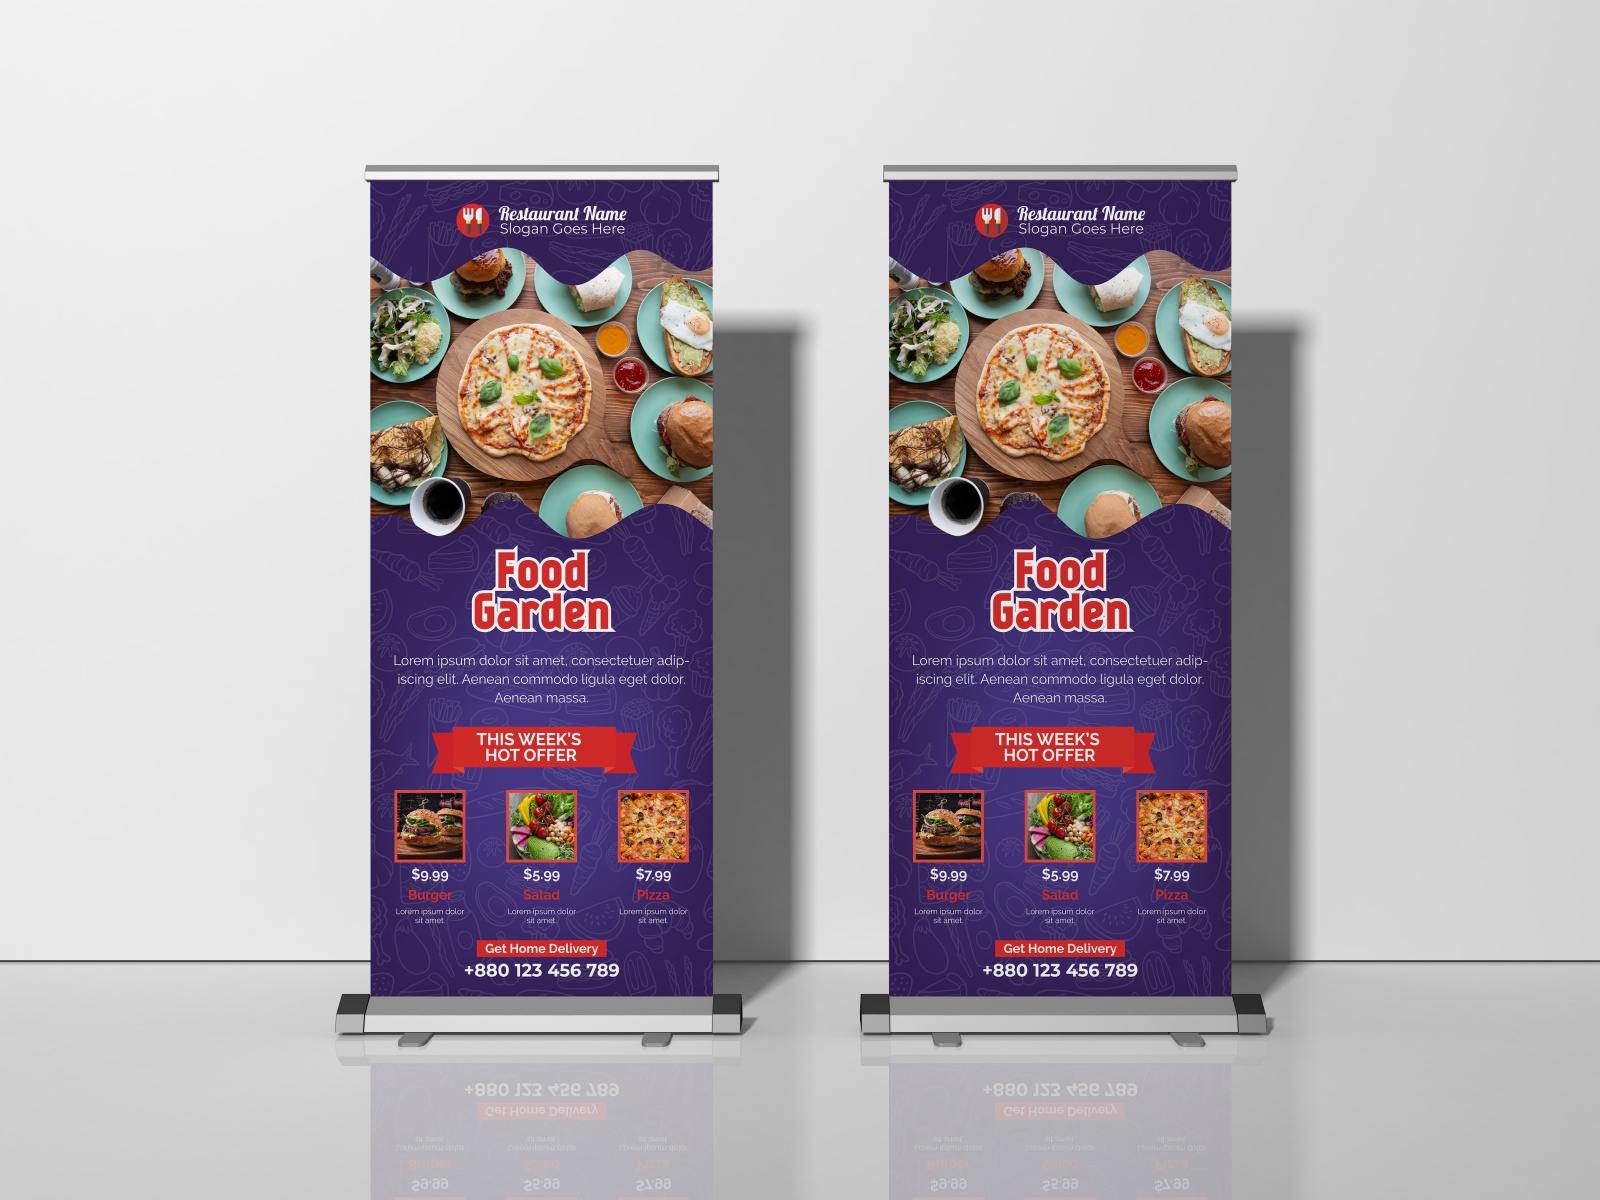 Restaurant Name
Slogan Goes Here
Food
Garden
Lorem ipsum dolor sit amet, consectetuer adip-
iscing elit. Aenean commodo ligula eget dolor.
Aenean massa.
THIS WEEK'S
HOT OFFER
$9.99 $5.99 $7.99
Burger Salad Pizza
Lorem ipsum dolor Lorem ipsum dolor Lorem ipsum dolor
sit amet. sit amet. sit amet.
Get Home Delivery
+880 123 456 789
Restaurant Name
Slogan Goes Here
Food
Garden
Lorem ipsum dolor sit amet, consectetuer adip-
iscing elit. Aenean commodo ligula eget dolor.
Aenean massa.
THIS WEEK'S
HOT OFFER
$9.99 $5.99 $7.99
Burger Salad Pizza
Lorem ipsum dolor Lorem ipsum dolor Lorem ipsum dolor
sit amet. sit amet. sit amet.
Get Home Delivery
+880 123 456 789